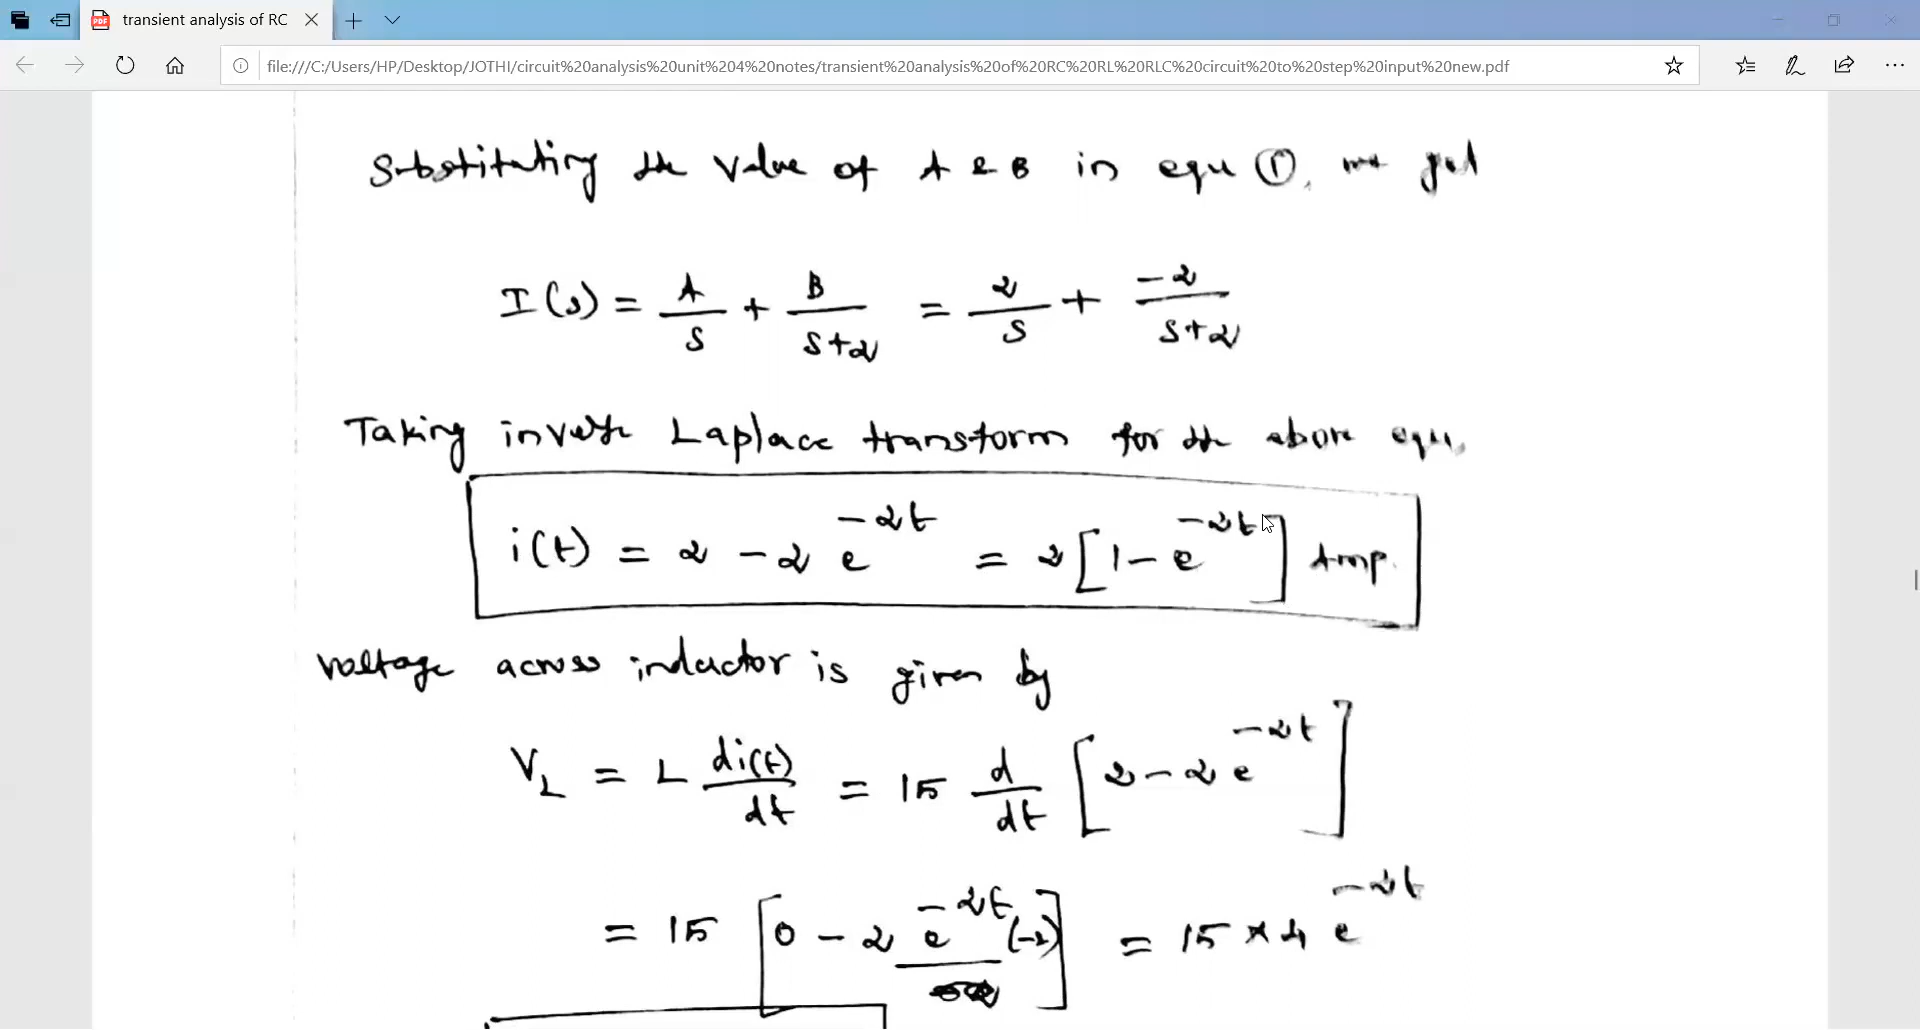 transient analysis of RC
file:///C:/Users/HP/Desktop/JOTHI/circuit%20analysis%20unit%204%20notes/transient%20analysis%20of%20RC%20RL%20RLC%20circuit%20to%20step%20input%20new.pdf
Substituting the value of A & B in equ ①, we get
I(s) = A/s + B/s+2 = 2/s + -2/s+2
Taking inverse Laplace transform for the above equ.
i(t) = 2 - 2 e^-2t = 2[1 - e^-2t] Amp.
Voltage across inductor is given by
V_L = L di(t)/dt = 15 d/dt [2 - 2 e^-2t]
= 15 [0 - 2 e^-2t (-2)] = 15 × 4 e^-2t